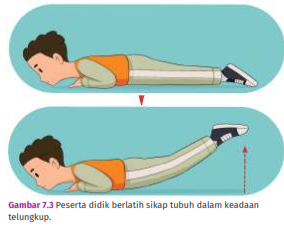 Gambar 7.3 Peserta didik berlatih sikap tubuh dalam keadaan
telungkup.